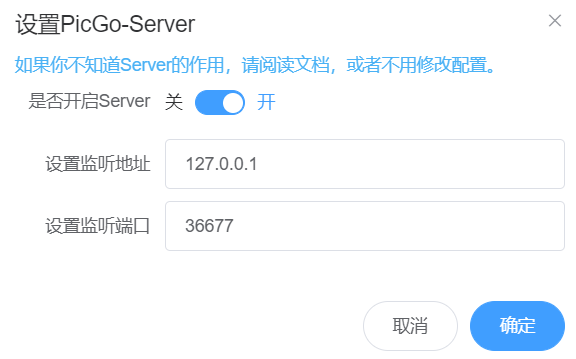 设置PicGo-Server
如果你不知道Server的作用，请阅读文档，或者不用修改配置。
是否开启Server 关 开
设置监听地址 127.0.0.1
设置监听端口 36677
取消 确定